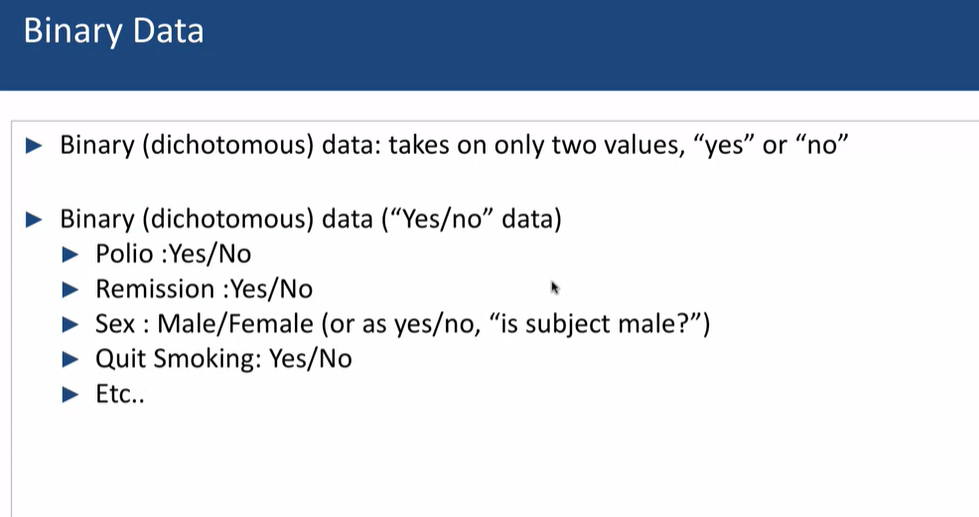 Binary Data
Binary (dichotomous) data: takes on only two values, “yes” or “no”
Binary (dichotomous) data (“Yes/no” data)
Polio :Yes/No
Remission :Yes/No
Sex : Male/Female (or as yes/no, “is subject male?”)
Quit Smoking: Yes/No
Etc..